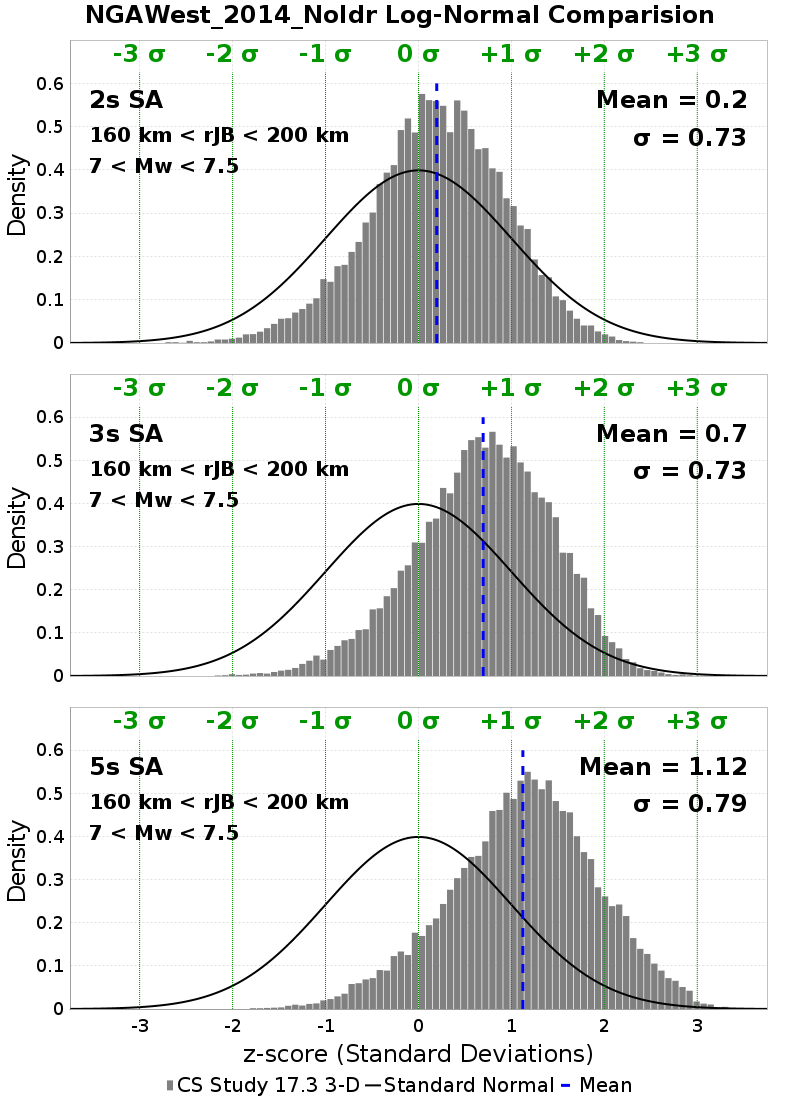 NGAWest_2014_NoIdr Log-Normal Comparision
-3 σ -2 σ -1 σ 0 σ +1 σ +2 σ +3 σ
0.6
2s SA Mean = 0.2
0.5
160 km < rJB < 200 km σ = 0.73
7 < Mw < 7.5
0.4
0.3
0.2
0.1
0
Density
-3 σ -2 σ -1 σ 0 σ +1 σ +2 σ +3 σ
0.6
3s SA Mean = 0.7
0.5
160 km < rJB < 200 km σ = 0.73
7 < Mw < 7.5
0.4
0.3
0.2
0.1
0
Density
-3 σ -2 σ -1 σ 0 σ +1 σ +2 σ +3 σ
0.6
5s SA Mean = 1.12
0.5
160 km < rJB < 200 km σ = 0.79
7 < Mw < 7.5
0.4
0.3
0.2
0.1
0
Density
-3 -2 -1 0 1 2 3
z-score (Standard Deviations)
CS Study 17.3 3-D Standard Normal Mean